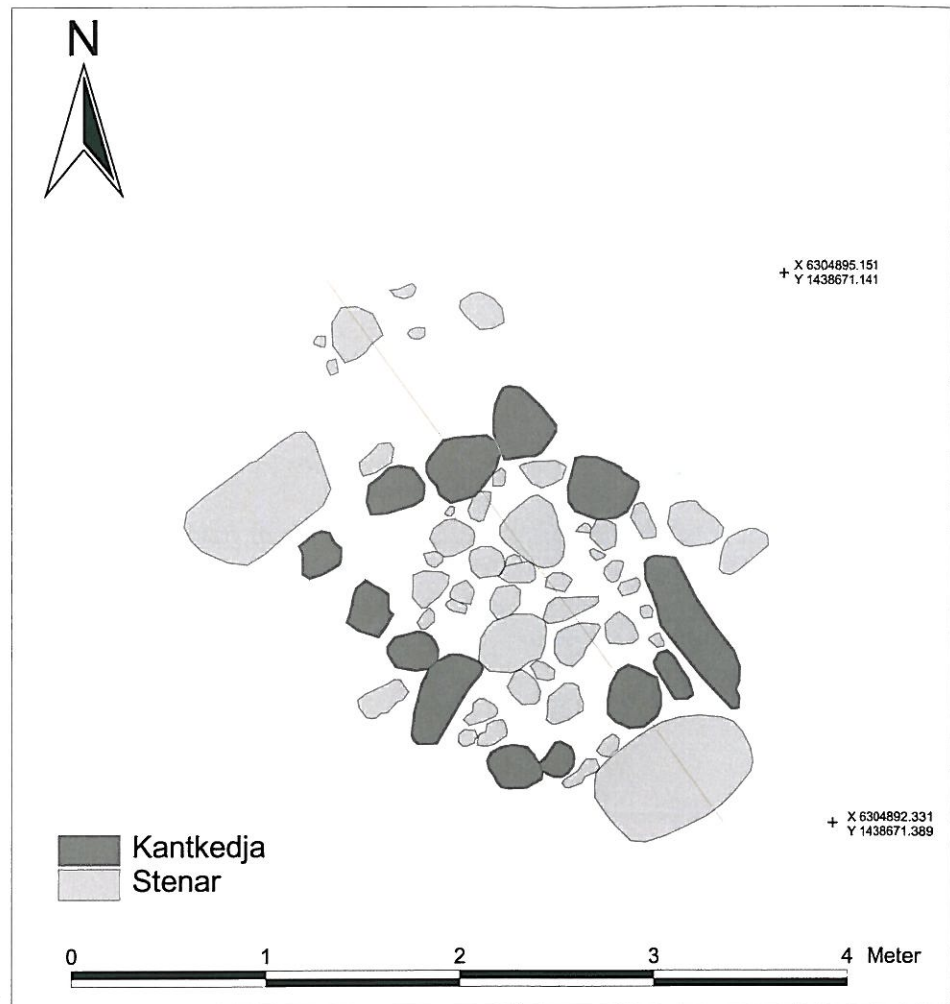 N
X 6304895.151
Y 1438671.141
X 6304892.331
Y 1438671.389
Kantkedja
Stenar
0 1 2 3 4 Meter